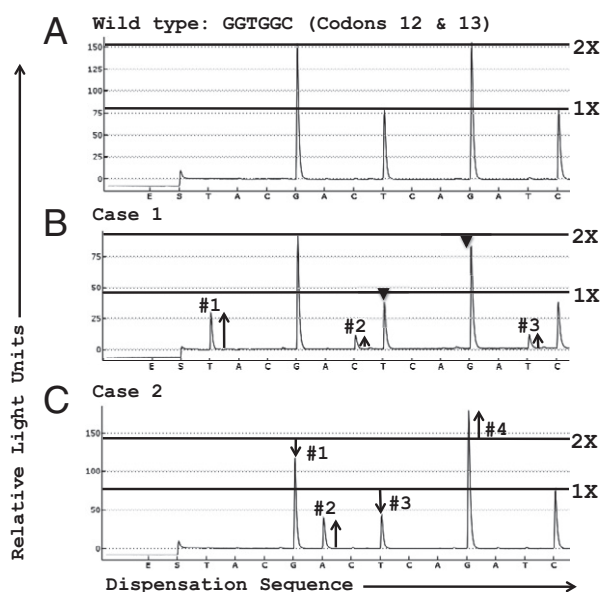 A Wild type: GGTGGC (Codons 12 & 13)
150
125
100
75
50
25
0
2X
1X
E S T A C G A C T C A G A T C
B Case 1
75
50
25
0
#1
#2
#3
2X
1X
E S T A C G A C T C A G A T C
C Case 2
150
100
50
0
#1
#2
#3
#4
2X
1X
E S T A C G A C T C A G A T C
Relative Light Units
Dispensation Sequence